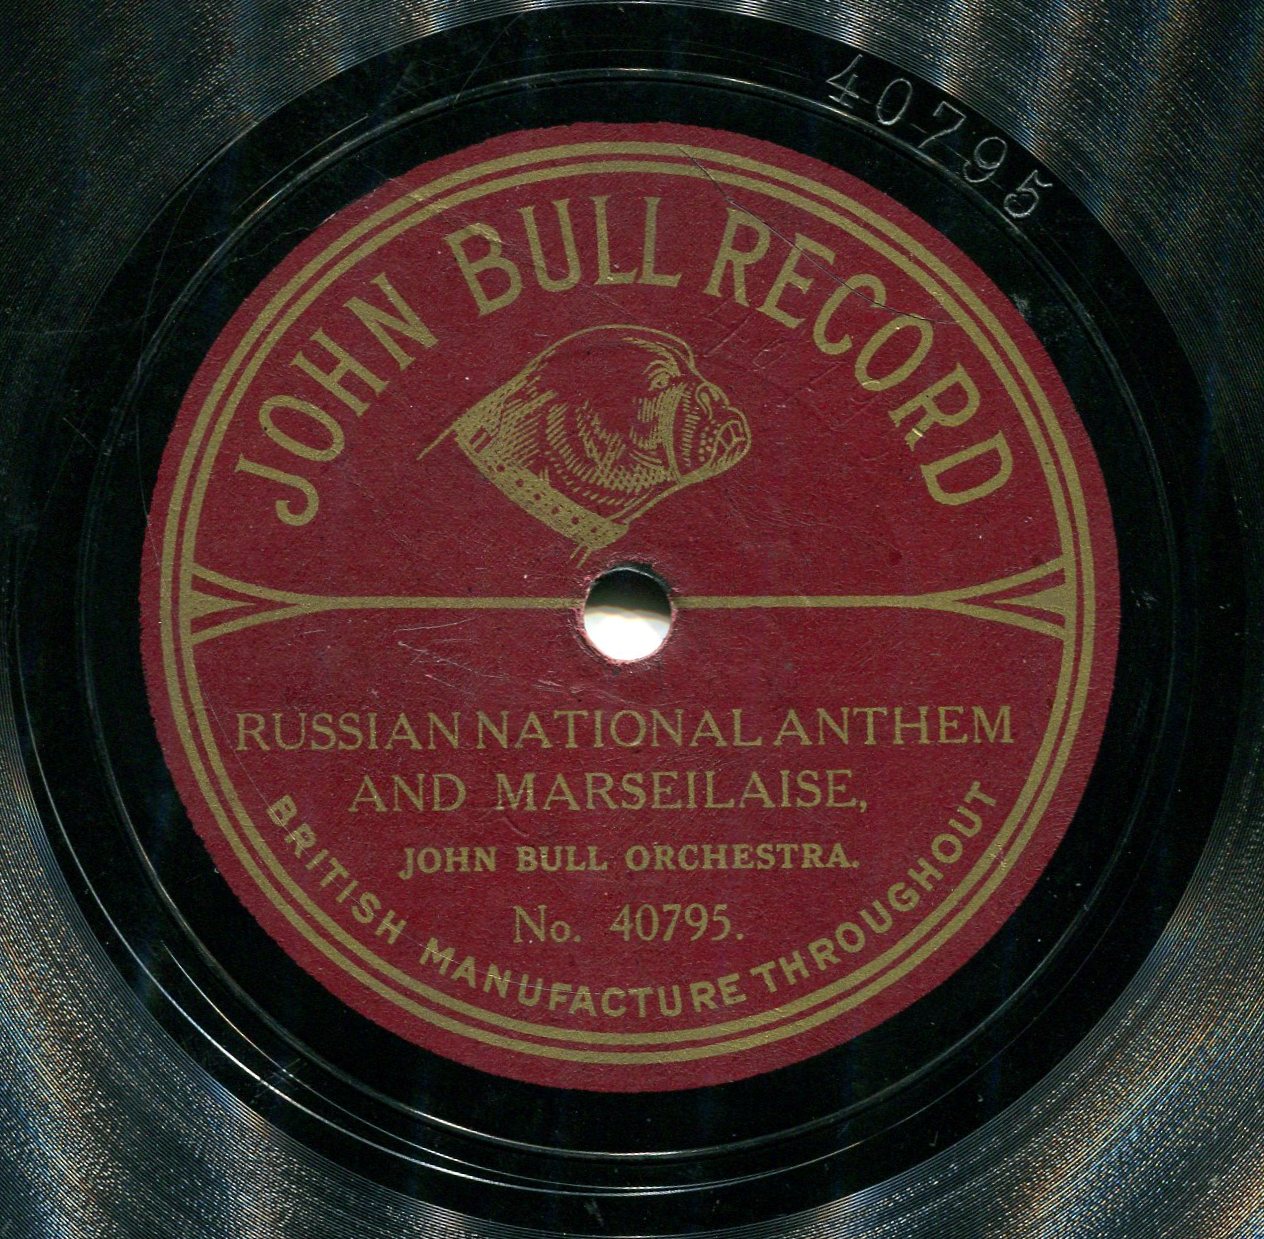 40795
JOHN BULL RECORD
RUSSIAN NATIONAL ANTHEM
AND MARSEILAISE,
JOHN BULL ORCHESTRA.
No. 40795.
BRITISH MANUFACTURE THROUGHOUT